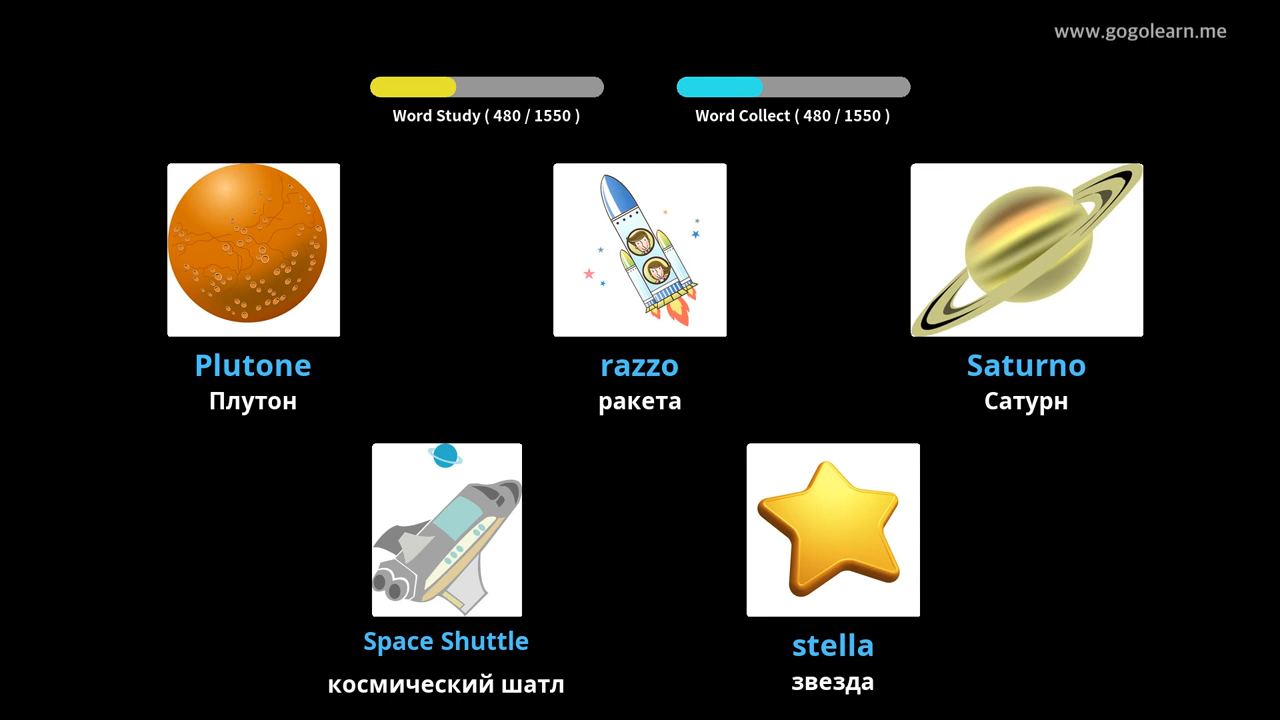 www.gogolearn.me
Word Study ( 480 / 1550 )
Word Collect ( 480 / 1550 )
Plutone
Плутон
razzo
ракета
Saturno
Сатурн
Space Shuttle
космический шатл
stella
звезда